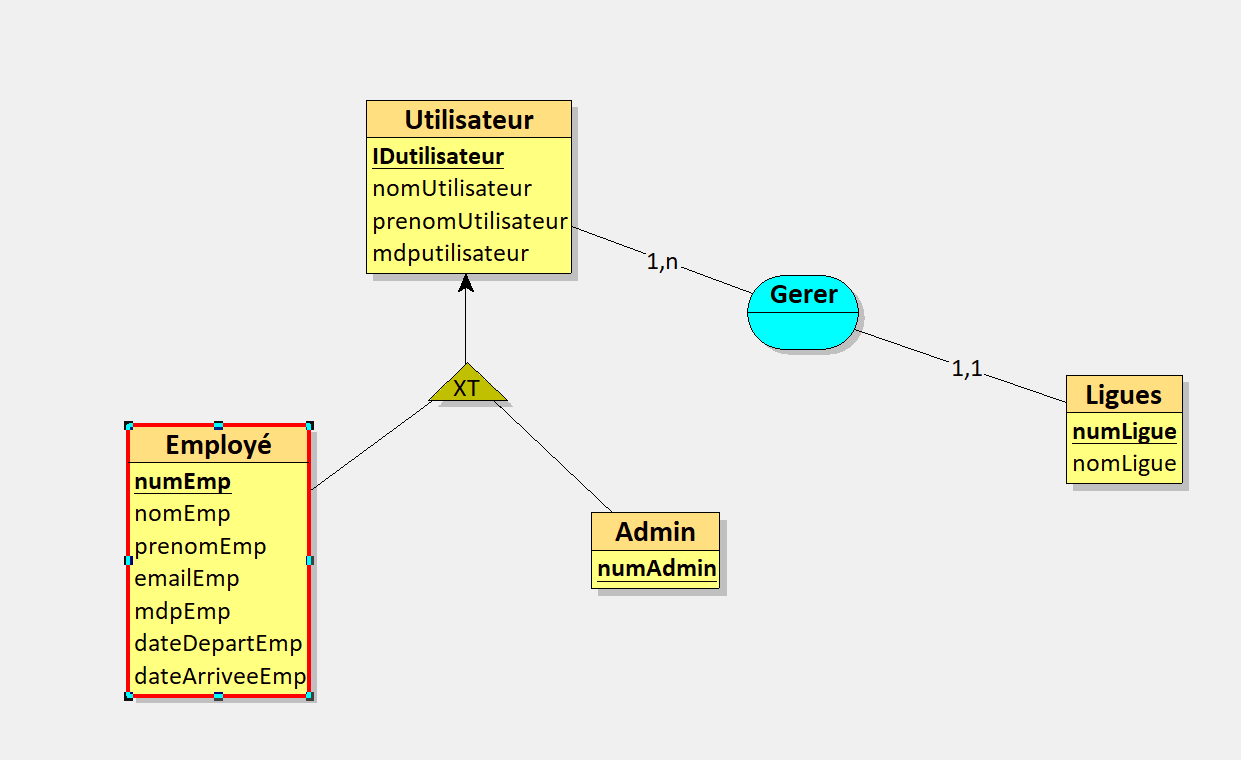 Utilisateur
IDutilisateur
nomUtilisateur
prenomUtilisateur
mdputilisateur
1,n
Gerer
1,1
Ligues
numLigue
nomLigue
XT
Employé
numEmp
nomEmp
prenomEmp
emailEmp
mdpEmp
dateDepartEmp
dateArriveeEmp
Admin
numAdmin